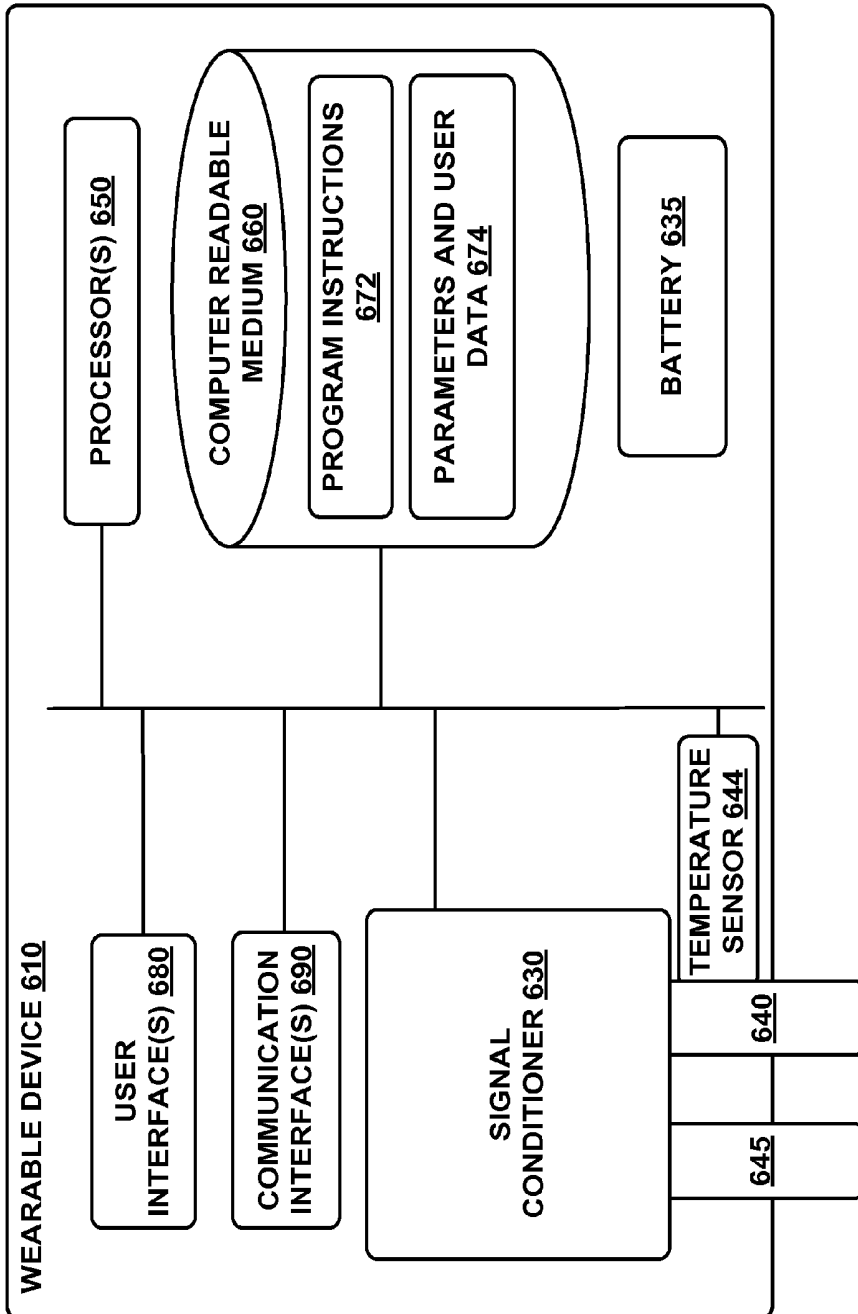 WEARABLE DEVICE 610
USER
INTERFACE(S) 680
COMMUNICATION
INTERFACE(S) 690
SIGNAL
CONDITIONER 630
645
640
TEMPERATURE
SENSOR 644
PROCESSOR(S) 650
COMPUTER READABLE
MEDIUM 660
PROGRAM INSTRUCTIONS
672
PARAMETERS AND USER
DATA 674
BATTERY 635